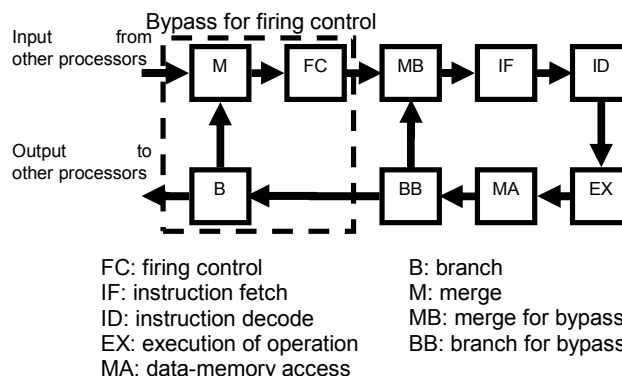 Bypass for firing control
Input from
other processors
M
FC
MB
IF
ID
Output to
other processors
B
BB
MA
EX
FC: firing control
IF: instruction fetch
ID: instruction decode
EX: execution of operation
MA: data-memory access
B: branch
M: merge
MB: merge for bypass
BB: branch for bypass